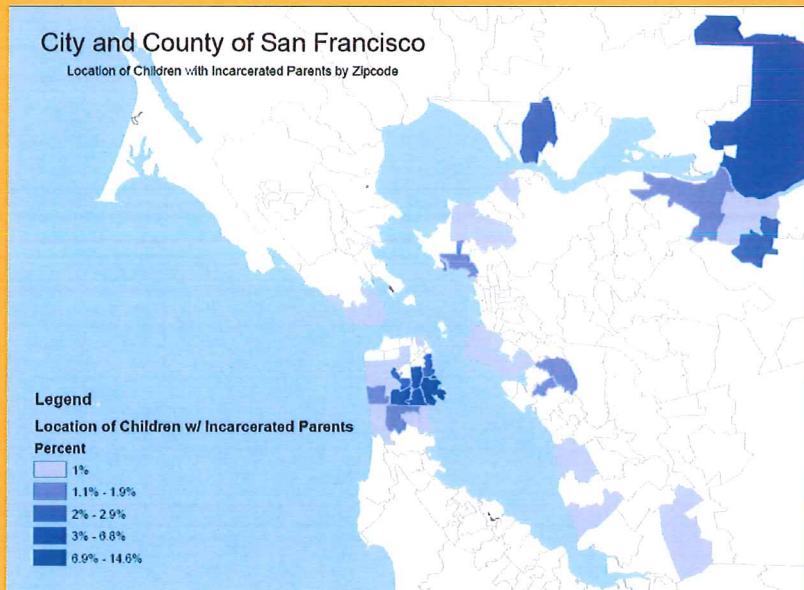 City and County of San Francisco
Location of Children with Incarcerated Parents by Zipcode
Legend
Location of Children w/ Incarcerated Parents
Percent
1%
1.1% - 1.9%
2% - 2.9%
3% - 6.8%
6.9% - 14.6%